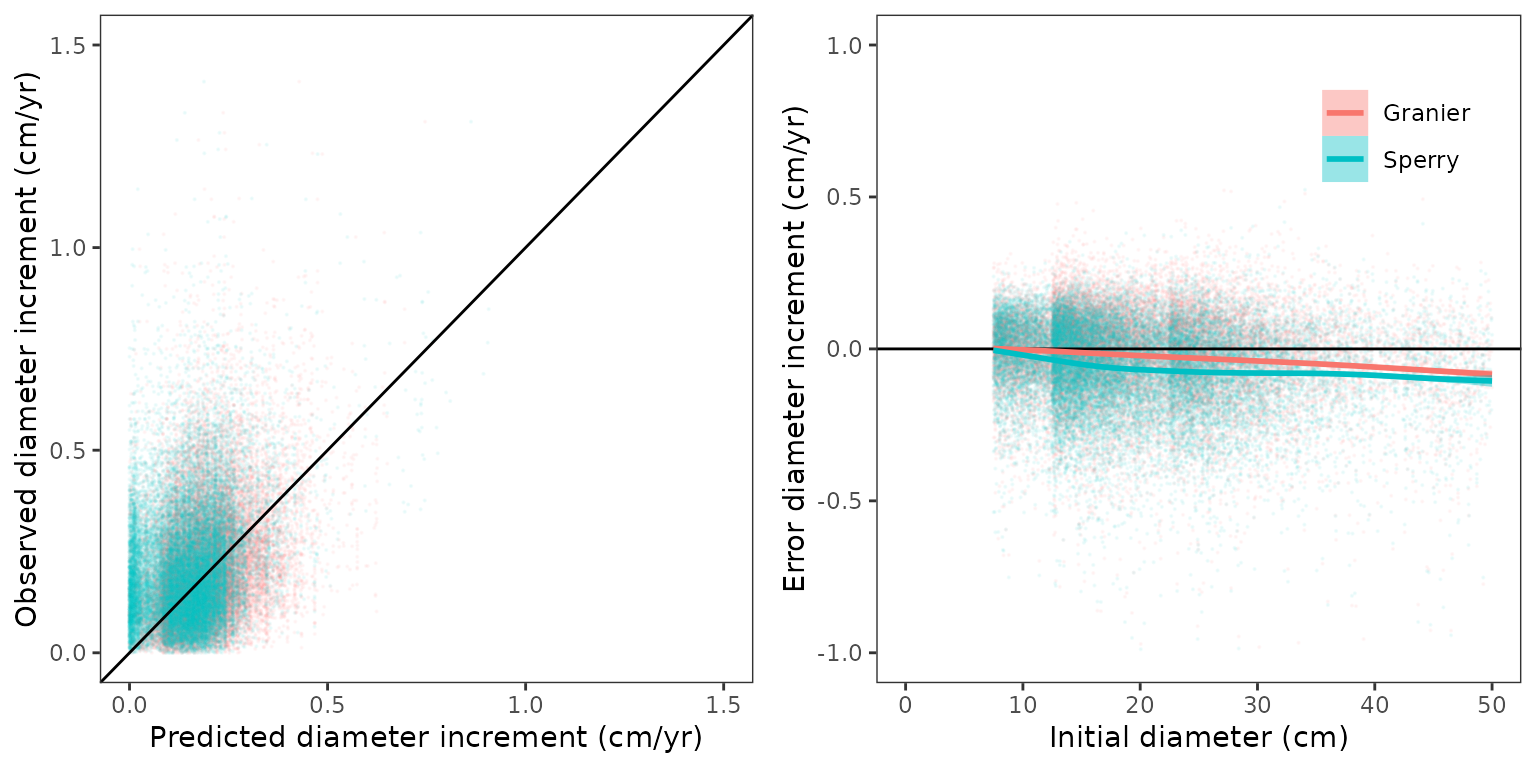 Observed diameter increment (cm/yr)
1.5
1.0
0.5
0.0
0.0 0.5 1.0 1.5
Predicted diameter increment (cm/yr)
Error diameter increment (cm/yr)
1.0
0.5
0.0
-0.5
-1.0
Granier
Sperry
0 10 20 30 40 50
Initial diameter (cm)